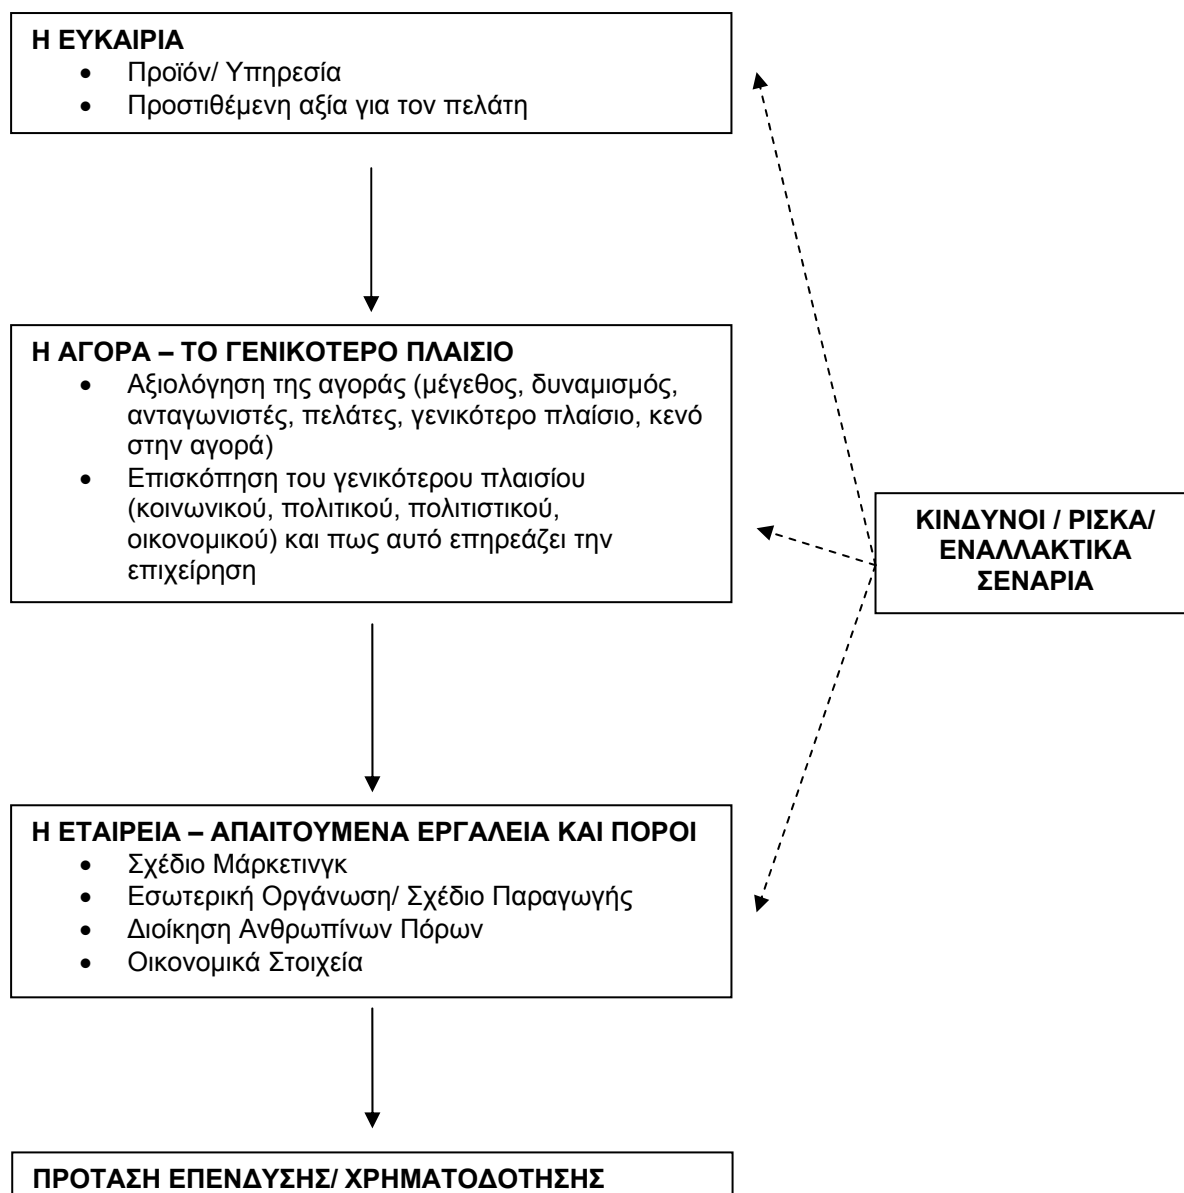 Η ΕΥΚΑΙΡΙΑ
• Προϊόν/ Υπηρεσία
• Προστιθέμενη αξία για τον πελάτη
Η ΑΓΟΡΑ – ΤΟ ΓΕΝΙΚΟΤΕΡΟ ΠΛΑΙΣΙΟ
• Αξιολόγηση της αγοράς (μέγεθος, δυναμισμός,
ανταγωνιστές, πελάτες, γενικότερο πλαίσιο, κενό
στην αγορά)
• Επισκόπηση του γενικότερου πλαισίου
(κοινωνικού, πολιτικού, πολιτιστικού,
οικονομικού) και πως αυτό επηρεάζει την
επιχείρηση
ΚΙΝΔΥΝΟΙ / ΡΙΣΚΑ/
ΕΝΑΛΛΑΚΤΙΚΑ
ΣΕΝΑΡΙΑ
Η ΕΤΑΙΡΕΙΑ – ΑΠΑΙΤΟΥΜΕΝΑ ΕΡΓΑΛΕΙΑ ΚΑΙ ΠΟΡΟΙ
• Σχέδιο Μάρκετινγκ
• Εσωτερική Οργάνωση/ Σχέδιο Παραγωγής
• Διοίκηση Ανθρωπίνων Πόρων
• Οικονομικά Στοιχεία
ΠΡΟΤΑΣΗ ΕΠΕΝΔΥΣΗΣ/ ΧΡΗΜΑΤΟΔΟΤΗΣΗΣ